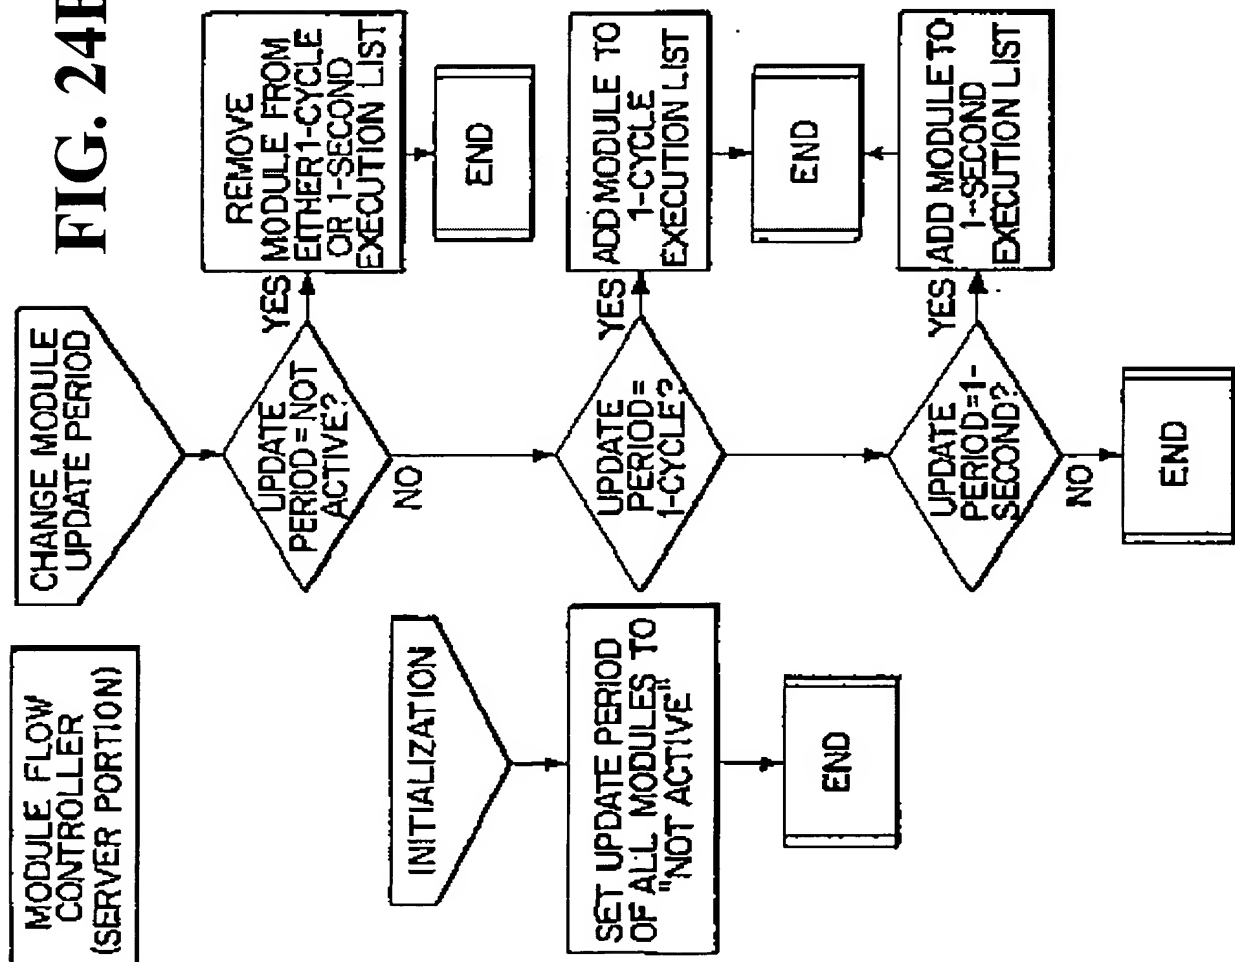 FIG. 24
MODULE FLOW
CONTROLLER
(SERVER PORTION)
INITIALIZATION
SET UPDATE PERIOD
OF ALL MODULES TO
"NOT ACTIVE"
END
CHANGE MODULE
UPDATE PERIOD
UPDATE
PERIOD=NOT
ACTIVE?
YES
NO
REMOVE
MODULE FROM
EITHER 1-CYCLE
OR 1-SECOND
EXECUTION LIST
END
UPDATE
PERIOD=
1-CYCLE?
YES
ADD MODULE TO
1-CYCLE
EXECUTION LIST
END
UPDATE
PERIOD=1-
SECOND?
YES
NO
ADD MODULE TO
1-SECOND
EXECUTION LIST
END